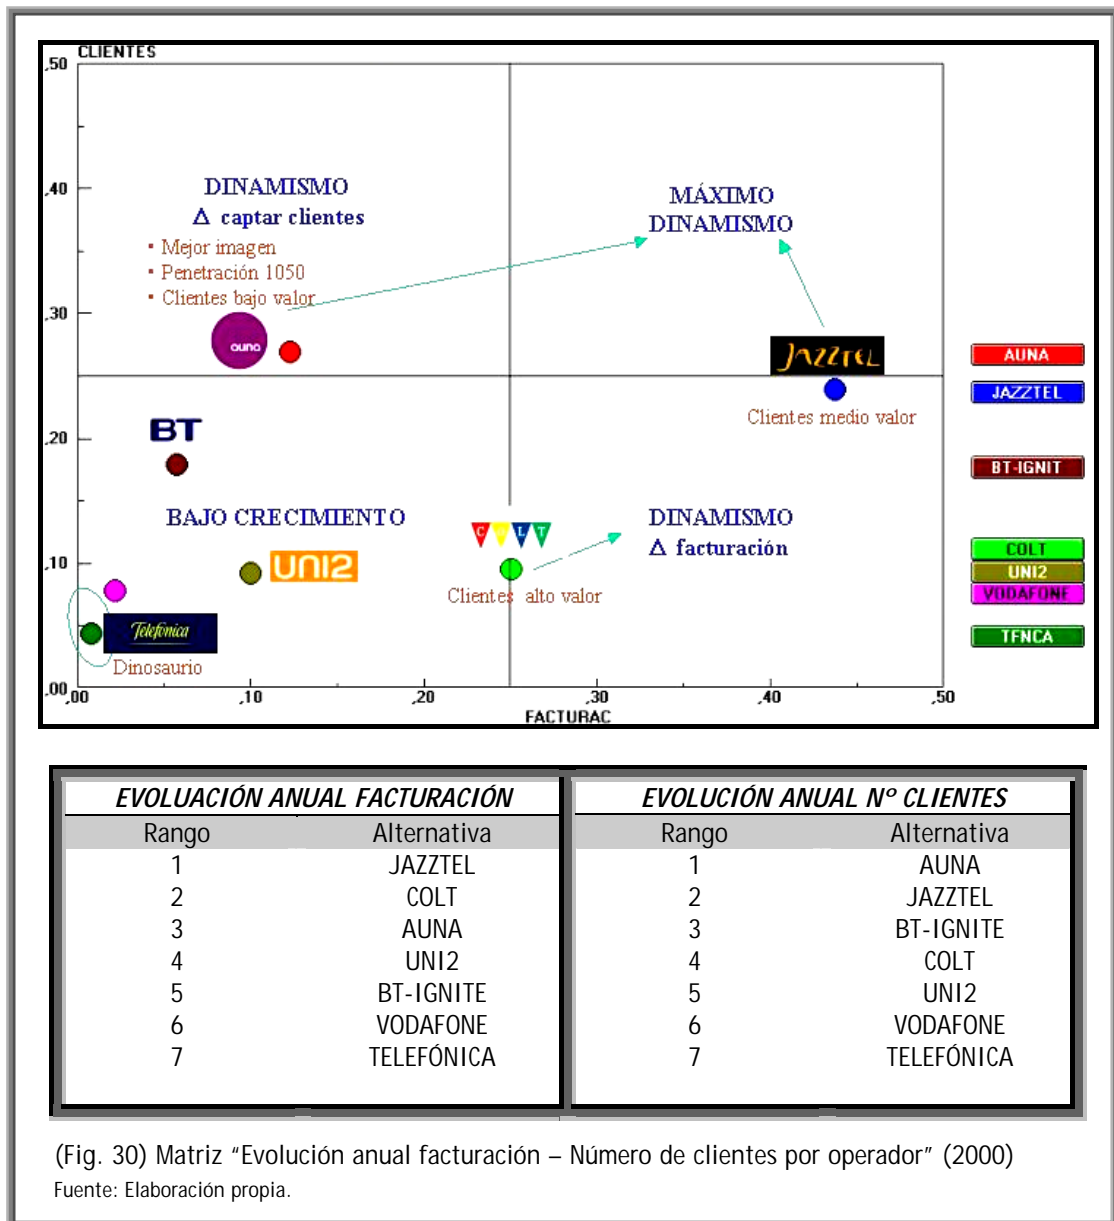 CLIENTES
,50
,40
,30
,20
,10
,00
DINAMISMO
Δ captar clientes
• Mejor imagen
• Penetración 1050
• Clientes bajo valor
auna
MÁXIMO
DINAMISMO
JAZZTEL
Clientes medio valor
BT
BAJO CRECIMIENTO
UNI2
C O L T
Clientes alto valor
DINAMISMO
Δ facturación
Telefónica
Dinosaurio
,00 ,10 ,20 ,30 ,40 ,50
FACTURAC
AUNA
JAZZTEL
BT-IGNIT
COLT
UNI2
VODAFONE
TFNCA
EVOLUACIÓN ANUAL FACTURACIÓN EVOLUCIÓN ANUAL Nº CLIENTES
Rango Alternativa Rango Alternativa
1 JAZZTEL 1 AUNA
2 COLT 2 JAZZTEL
3 AUNA 3 BT-IGNITE
4 UNI2 4 COLT
5 BT-IGNITE 5 UNI2
6 VODAFONE 6 VODAFONE
7 TELEFÓNICA 7 TELEFÓNICA
(Fig. 30) Matriz “Evolución anual facturación – Número de clientes por operador” (2000)
Fuente: Elaboración propia.